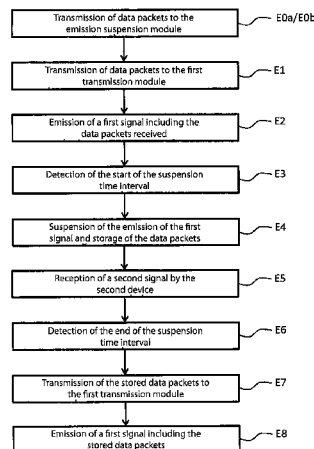 Transmission of data packets to the
emission suspension module
E0a/E0b
Transmission of data packets to the
first transmission module
E1
Emission of a first signal including the
data packets received
E2
Detection of the start of the suspension
time interval
E3
Suspension of the emission of the first
signal and storage of the data packets
E4
Reception of a second signal by the
second device
E5
Detection of the end of the suspension
time interval
E6
Transmission of the stored data packets to
the first transmission module
E7
Emission of a first signal including the
stored data packets
E8